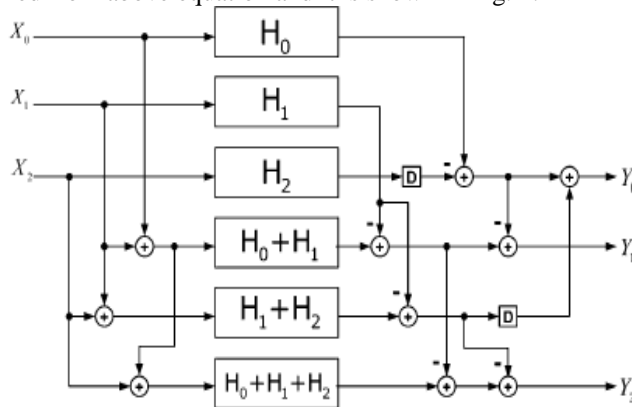 X₀ H₀
X₁ H₁
X₂ H₂ D - + + Y₀
+ H₀+H₁ - + - + Y₁
+ H₁+H₂ - + D
+ H₀+H₁+H₂ - + - + Y₂